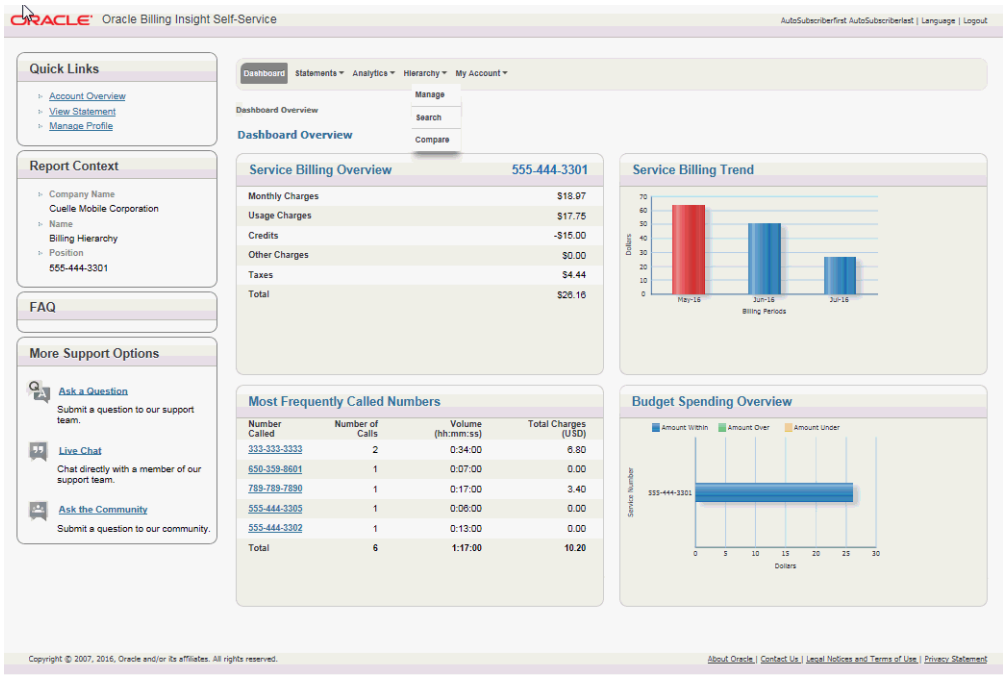 ORACLE Oracle Billing Insight Self-Service
AutoSubscriberfirst AutoSubscriberlast | Language | Logout
Quick Links
Account Overview
View Statement
Manage Profile
Report Context
Company Name
Cuelle Mobile Corporation
Name
Billing Hierarchy
Position
555-444-3301
FAQ
More Support Options
Ask a Question
Submit a question to our support
team.
Live Chat
Chat directly with a member of our
support team.
Ask the Community
Submit a question to our community.
Dashboard Statements Analytics Hierarchy My Account
Manage
Search
Compare
Dashboard Overview
Dashboard Overview
Service Billing Overview 555-444-3301
Monthly Charges $18.97
Usage Charges $17.75
Credits -$15.00
Other Charges $0.00
Taxes $4.44
Total $26.16
Service Billing Trend
Dollars
70
60
50
40
30
20
10
0
May-16 Jun-16 Jul-16
Billing Periods
Most Frequently Called Numbers
Number Called Number of Calls Volume (hh:mm:ss) Total Charges (USD)
333-333-3333 2 0:34:00 6.80
650-359-8601 1 0:07:00 0.00
789-789-7890 1 0:17:00 3.40
555-444-3305 1 0:06:00 0.00
555-444-3302 1 0:13:00 0.00
Total 6 1:17:00 10.20
Budget Spending Overview
Amount Within Amount Over Amount Under
Service Number
555-444-3301
0 5 10 15 20 25 30
Dollars
Copyright © 2007, 2016, Oracle and/or its affiliates. All rights reserved.
About Oracle | Contact Us | Legal Notices and Terms of Use | Privacy Statement